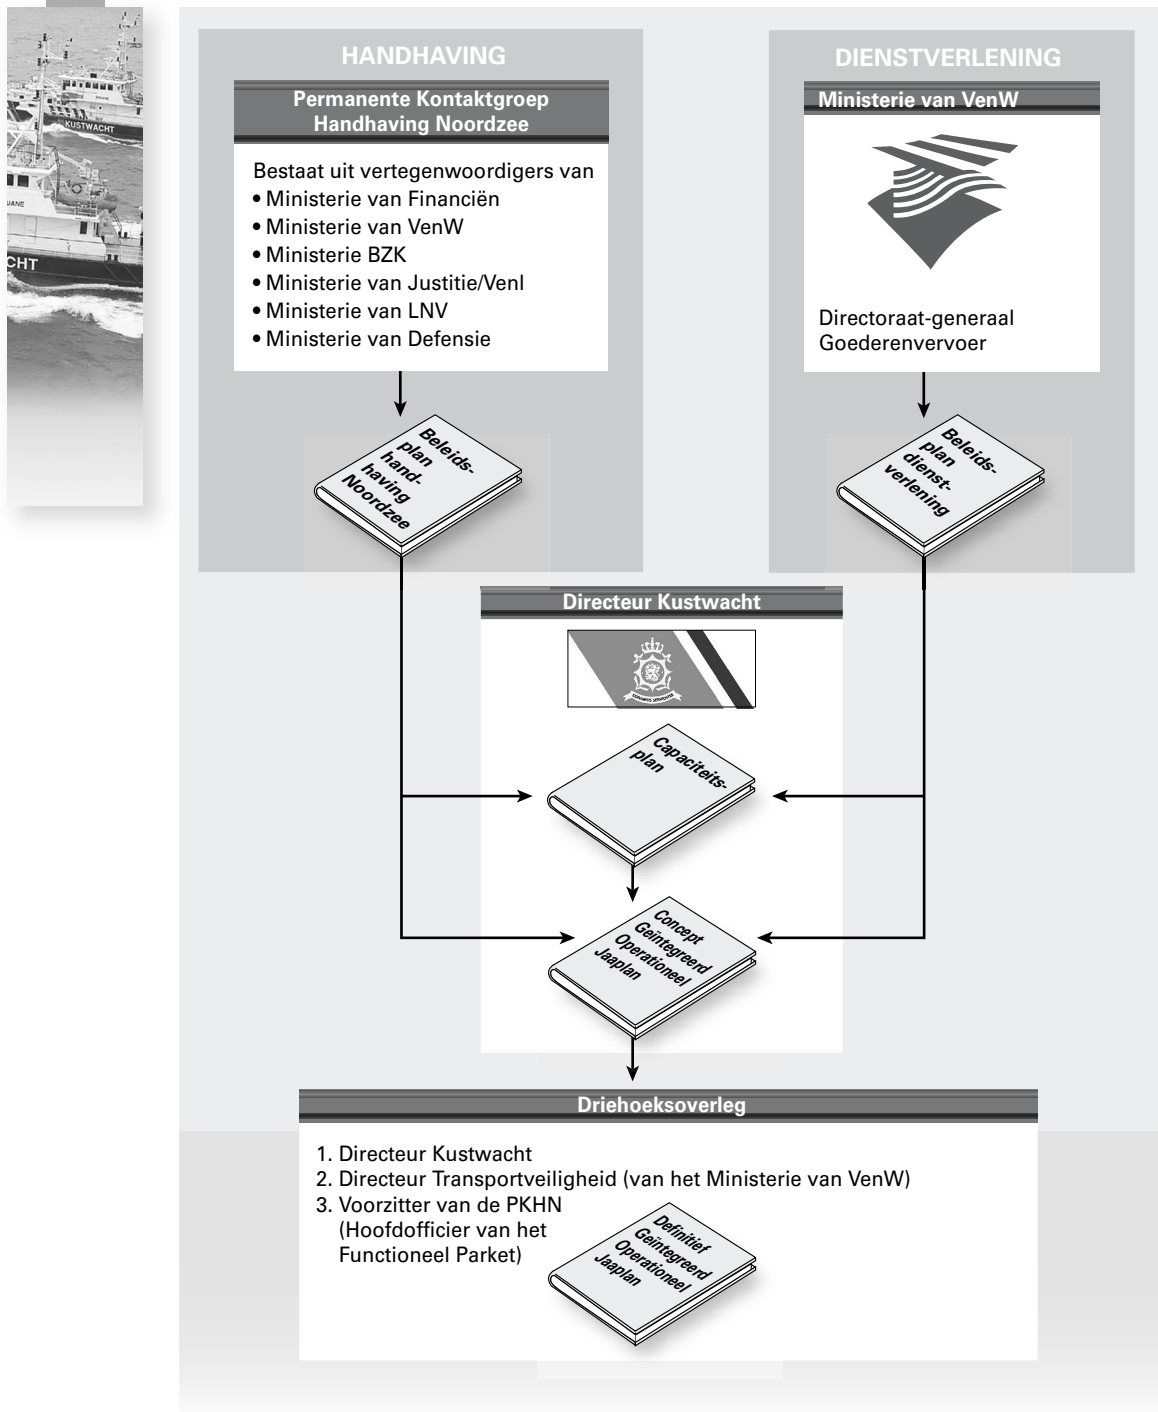 KUSTWACHT
UANE
CHT
HANDHAVING
Permanente Kontaktgroep
Handhaving Noordzee
Bestaat uit vertegenwoordigers van
• Ministerie van Financiën
• Ministerie van VenW
• Ministerie BZK
• Ministerie van Justitie/VenI
• Ministerie van LNV
• Ministerie van Defensie
DIENSTVERLENING
Ministerie van VenW
Directoraat-generaal
Goederenvervoer
Beleids-
plan
hand-
having
Noordzee
Beleids-
plan
dienst-
verlening
Directeur Kustwacht
Capaciteits-
plan
Concept
Geïntegreerd
Operationeel
Jaaplan
Driehoeksoverleg
1. Directeur Kustwacht
2. Directeur Transportveiligheid (van het Ministerie van VenW)
3. Voorzitter van de PKHN
(Hoofdofficier van het
Functioneel Parket)
Definitief
Geïntegreerd
Operationeel
Jaaplan